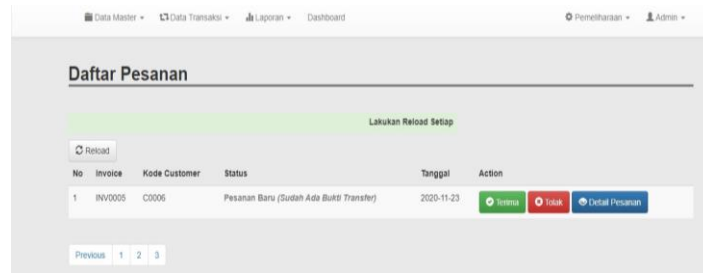 Data Master Data Transaksi Laporan Dashboard Pemeliharaan Admin
Daftar Pesanan
Lakukan Reload Setiap
Reload
No Invoice Kode Customer Status Tanggal Action
1 INV0005 C0006 Pesanan Baru (Sudah Ada Bukti Transfer) 2020-11-23 Terima Tolak Detail Pesanan
Previous 1 2 3